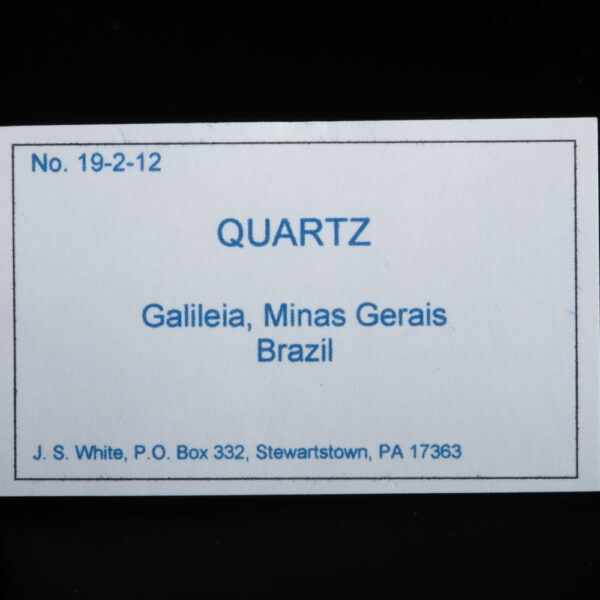 No. 19-2-12
QUARTZ
Galileia, Minas Gerais
Brazil
J. S. White, P.O. Box 332, Stewartstown, PA 17363